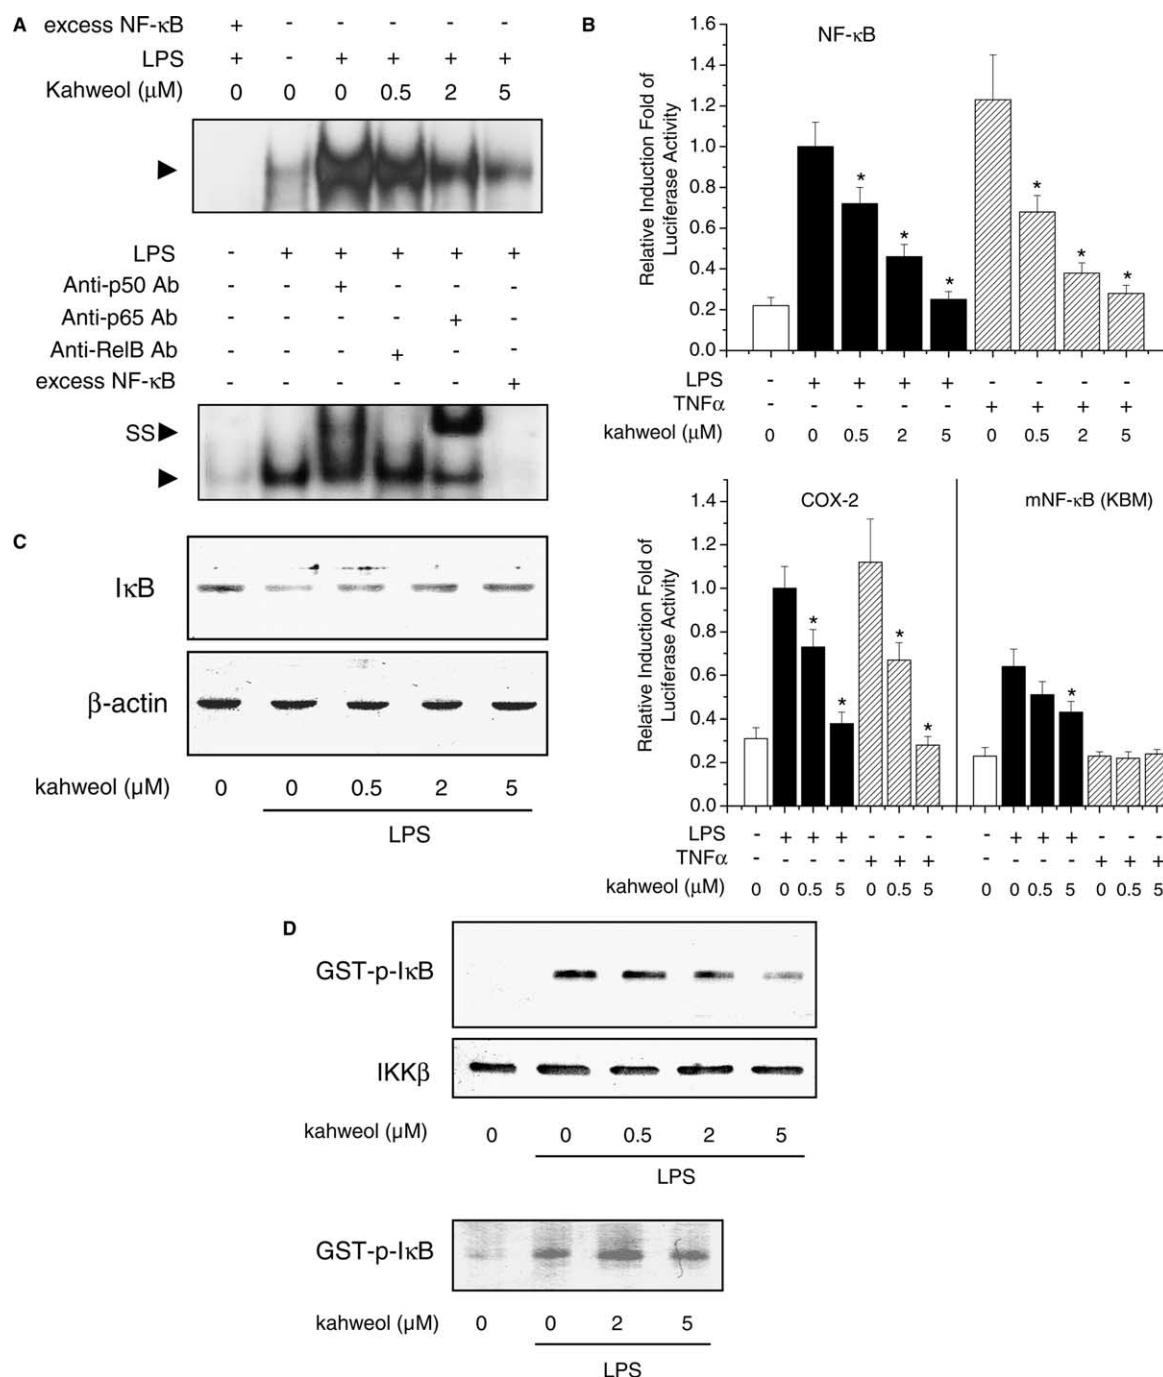 A
excess NF-κB + - - - - -
LPS + - + + + +
Kahweol (μM) 0 0 0 0.5 2 5
LPS - + + + + +
Anti-p50 Ab - - + - - -
Anti-p65 Ab - - - - + -
Anti-RelB Ab - - - + - -
excess NF-κB - - - - - +
SS
B
NF-κB
Relative Induction Fold of
Luciferase Activity
1.6
1.4
1.2
1.0
0.8
0.6
0.4
0.2
0.0
* * * * * *
LPS - + + + + - - - -
TNFα - - - - - + + + +
kahweol (μM) 0 0 0.5 2 5 0 0.5 2 5
COX-2
mNF-κB (KBM)
Relative Induction Fold of
Luciferase Activity
1.4
1.2
1.0
0.8
0.6
0.4
0.2
0.0
* * * * *
LPS - + + + - - - - + + + - - -
TNFα - - - - + + + - - - - + + +
kahweol (μM) 0 0 0.5 5 0 0.5 5 0 0 0.5 5 0 0.5 5
C
IκB
β-actin
kahweol (μM) 0 0 0.5 2 5
LPS
D
GST-p-IκB
IKKβ
kahweol (μM) 0 0 0.5 2 5
LPS
GST-p-IκB
kahweol (μM) 0 0 2 5
LPS